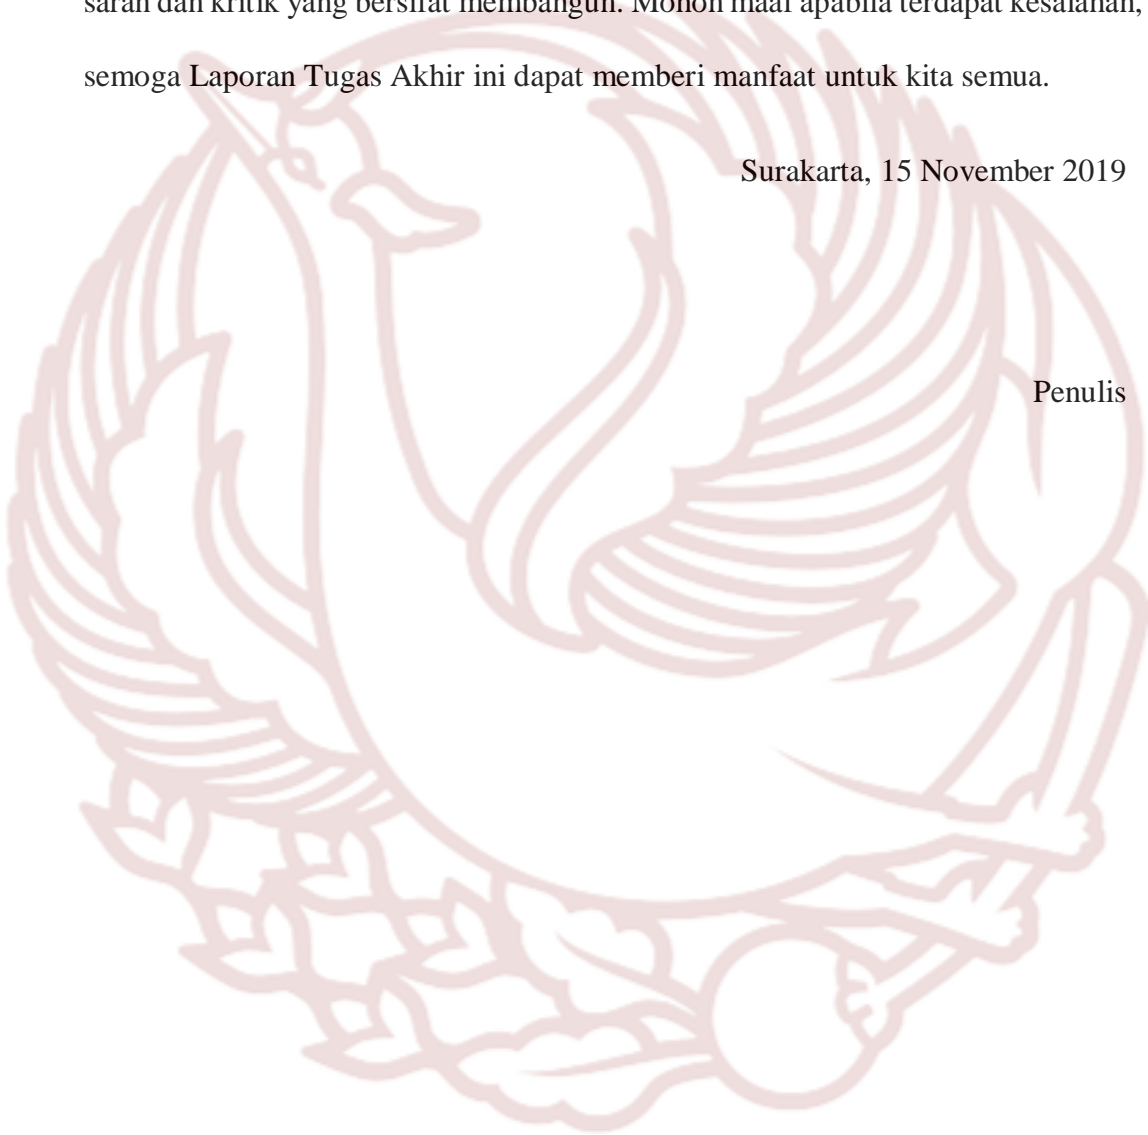 saran dan kritik yang bersifat membangun. Mohon maaf apabila terdapat kesalahan,
semoga Laporan Tugas Akhir ini dapat memberi manfaat untuk kita semua.
Surakarta, 15 November 2019
Penulis